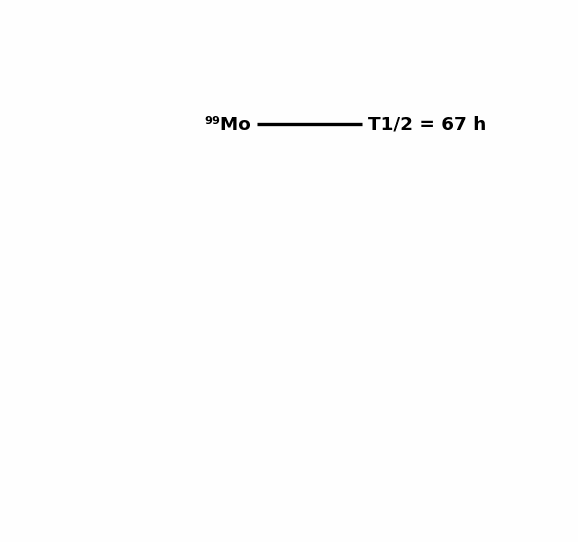 ⁹⁹Mo T1/2 = 67 h